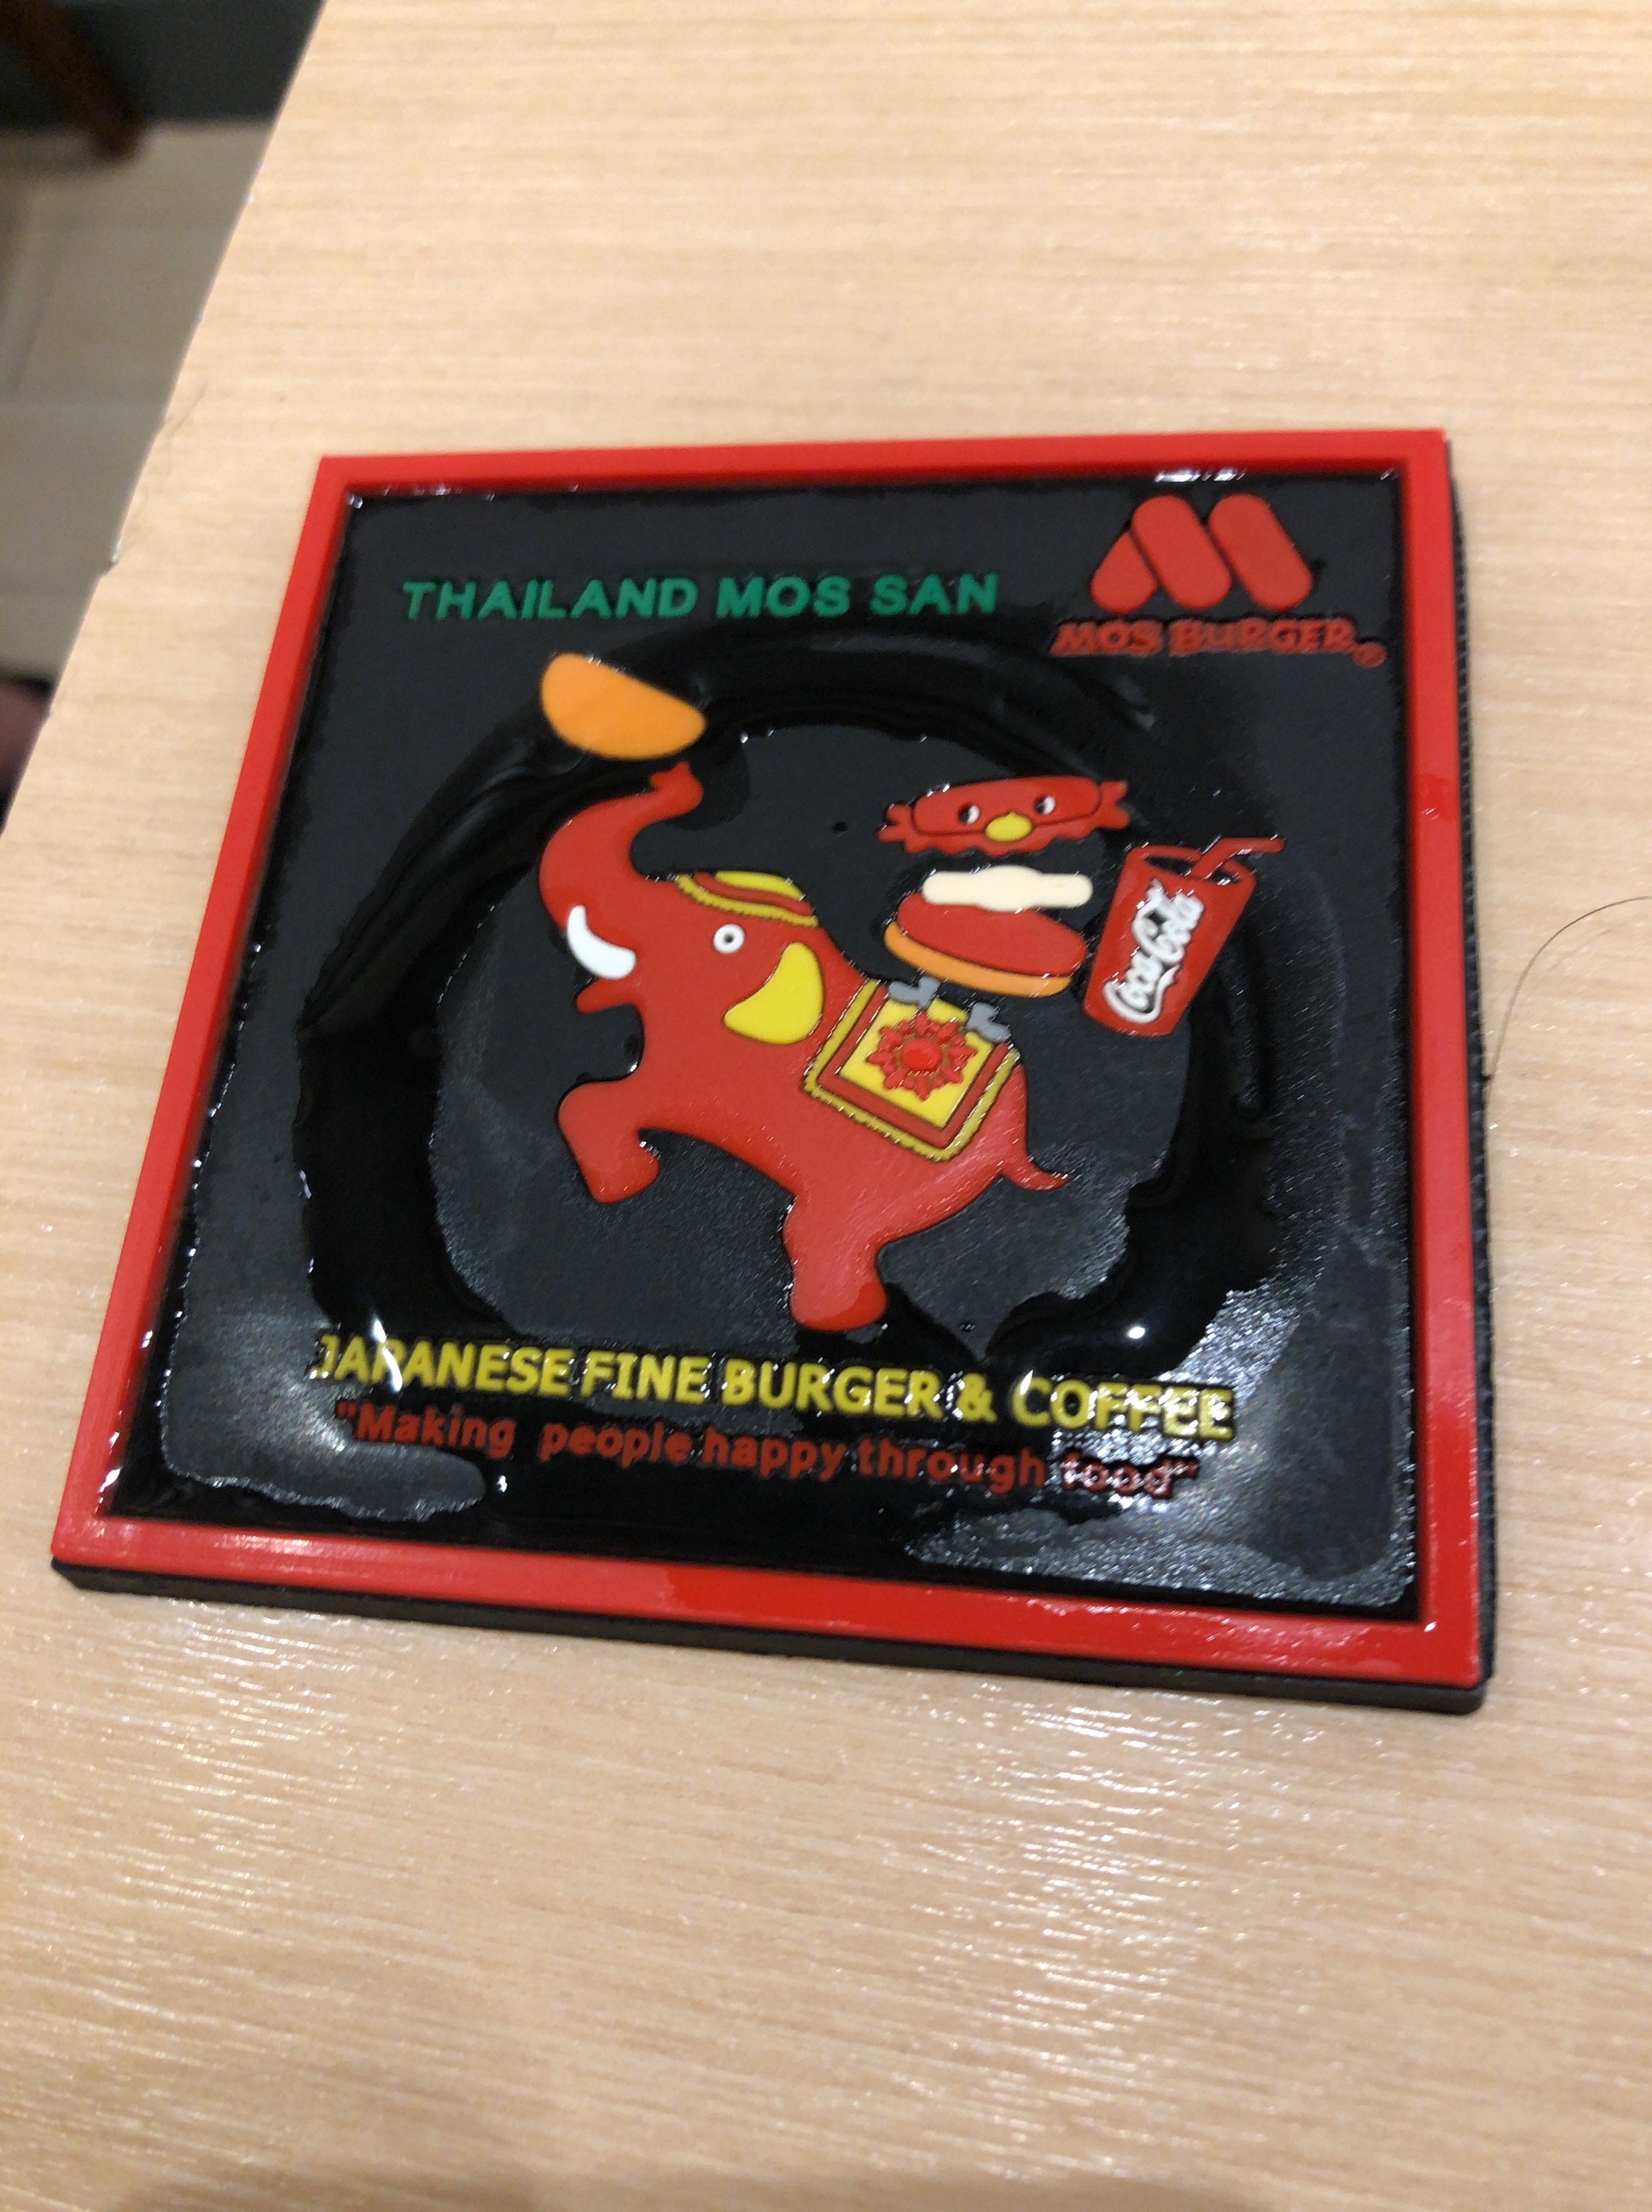 THAILAND MOS SAN
MOS BURGER®
Coca-Cola
JAPANESE FINE BURGER & COFFEE
"Making people happy through food"